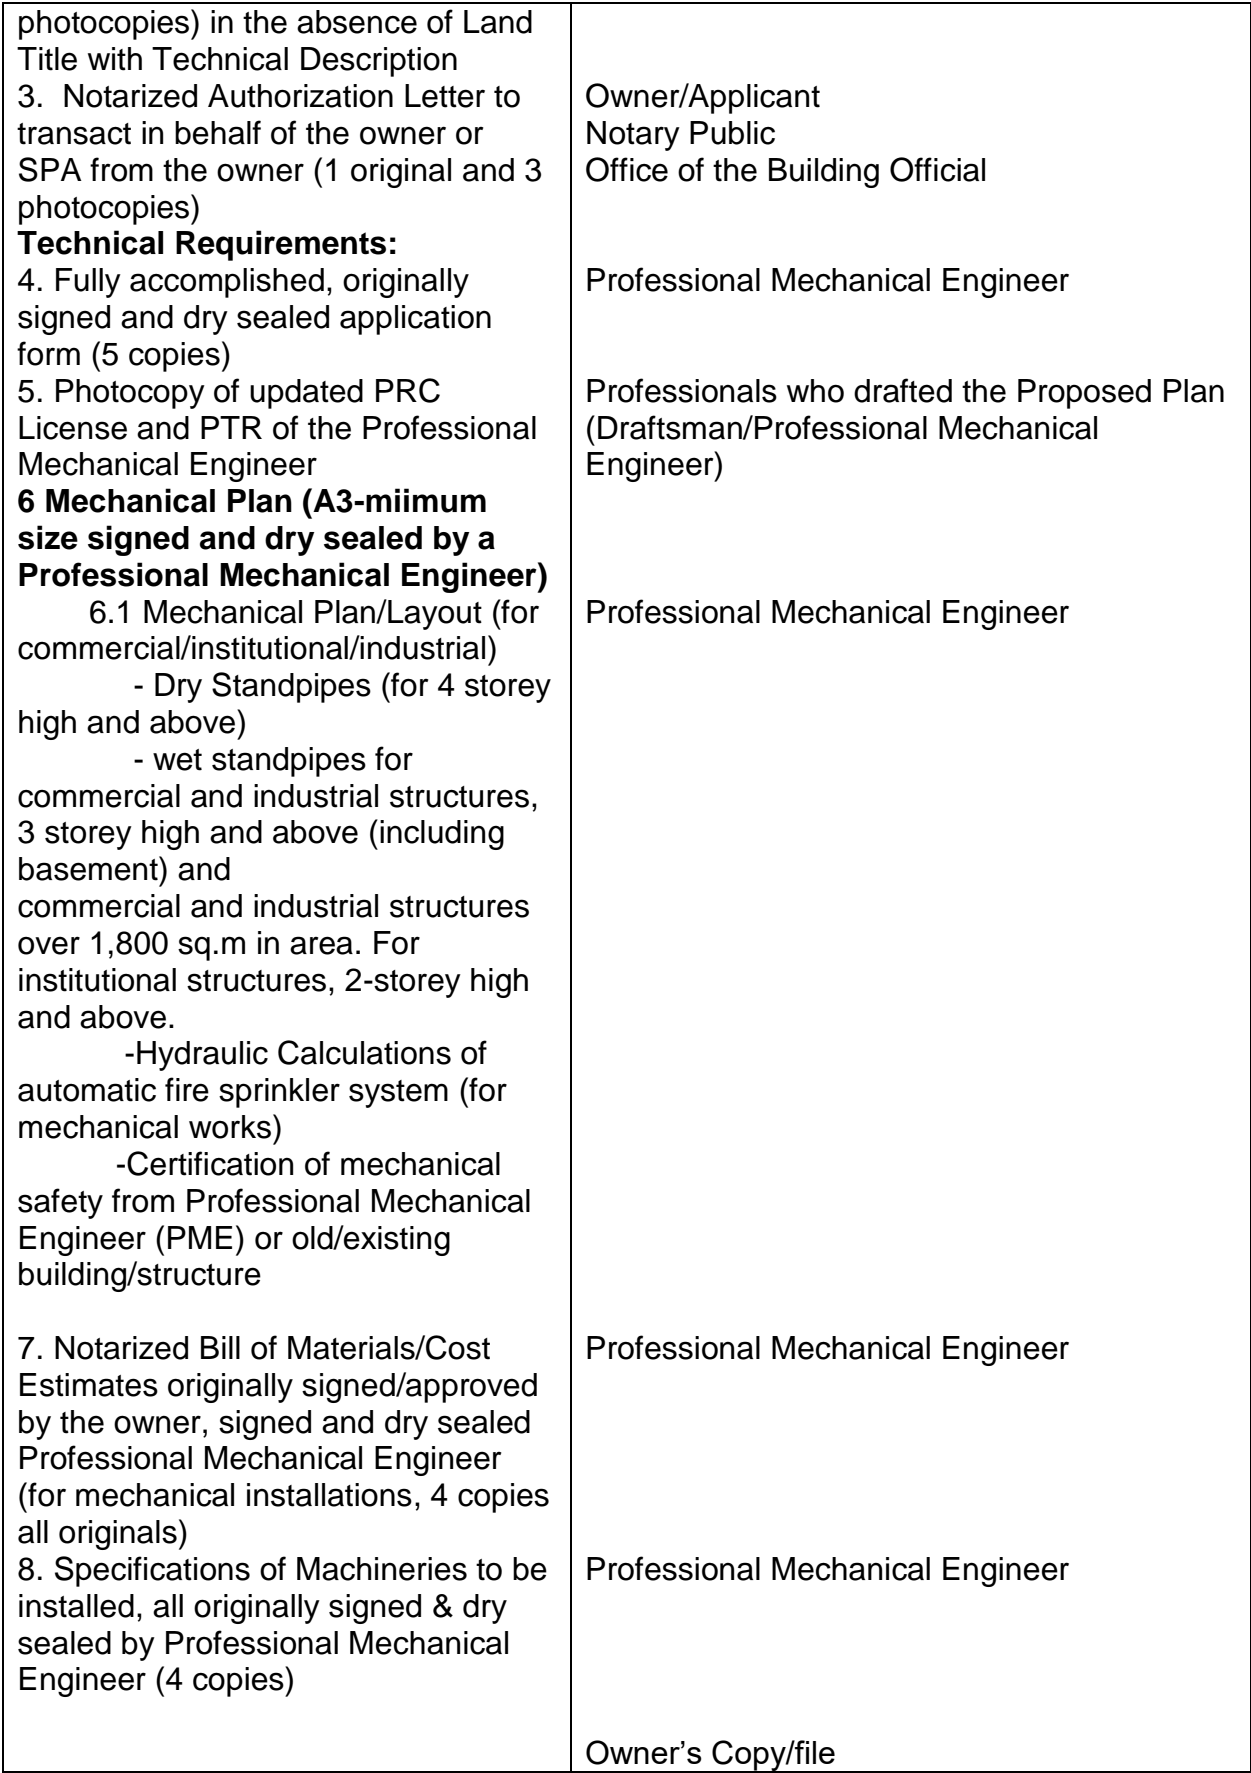 photocopies) in the absence of Land
Title with Technical Description
3.  Notarized Authorization Letter to
transact in behalf of the owner or
SPA from the owner (1 original and 3
photocopies)
Owner/Applicant
Notary Public
Office of the Building Official
Technical Requirements:
4. Fully accomplished, originally
signed and dry sealed application
form (5 copies)
Professional Mechanical Engineer
5. Photocopy of updated PRC
License and PTR of the Professional
Mechanical Engineer
Professionals who drafted the Proposed Plan
(Draftsman/Professional Mechanical
Engineer)
6 Mechanical Plan (A3-miimum
size signed and dry sealed by a
Professional Mechanical Engineer)
6.1 Mechanical Plan/Layout (for
commercial/institutional/industrial)
Professional Mechanical Engineer
- Dry Standpipes (for 4 storey
high and above)
- wet standpipes for
commercial and industrial structures,
3 storey high and above (including
basement) and
commercial and industrial structures
over 1,800 sq.m in area. For
institutional structures, 2-storey high
and above.
-Hydraulic Calculations of
automatic fire sprinkler system (for
mechanical works)
-Certification of mechanical
safety from Professional Mechanical
Engineer (PME) or old/existing
building/structure
7. Notarized Bill of Materials/Cost
Estimates originally signed/approved
by the owner, signed and dry sealed
Professional Mechanical Engineer
(for mechanical installations, 4 copies
all originals)
Professional Mechanical Engineer
8. Specifications of Machineries to be
installed, all originally signed & dry
sealed by Professional Mechanical
Engineer (4 copies)
Professional Mechanical Engineer
Owner’s Copy/file